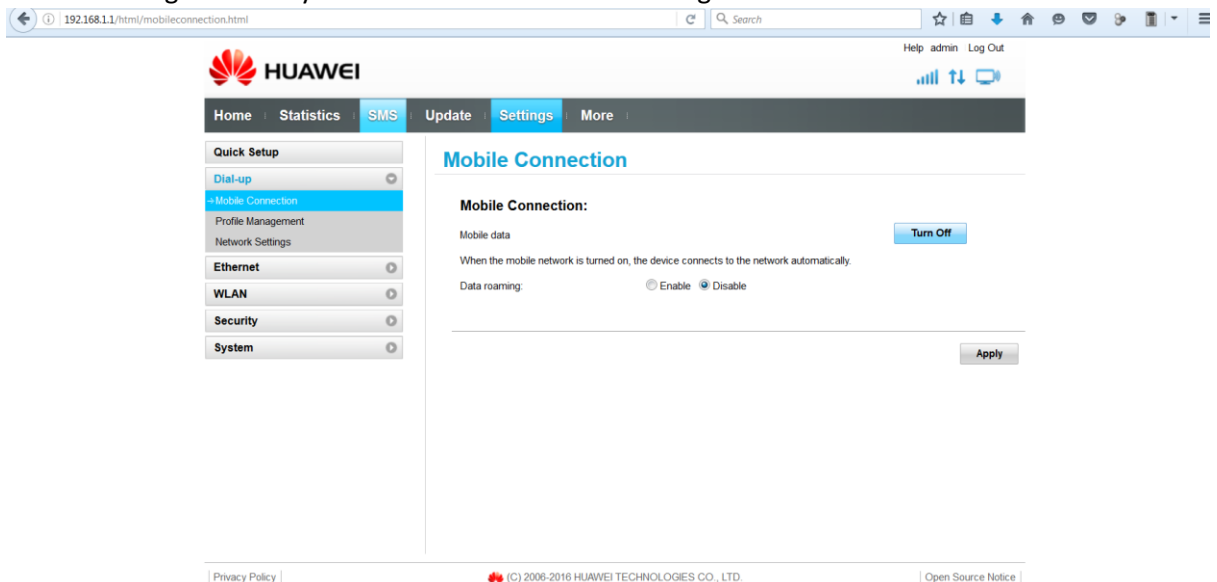 192.168.1.1/html/mobileconnection.html
Search
Help admin Log Out
HUAWEI
Home Statistics SMS Update Settings More
Quick Setup
Dial-up
→Mobile Connection
Profile Management
Network Settings
Ethernet
WLAN
Security
System
Mobile Connection
Mobile Connection:
Mobile data
Turn Off
When the mobile network is turned on, the device connects to the network automatically.
Data roaming: Enable Disable
Apply
Privacy Policy
(C) 2006-2016 HUAWEI TECHNOLOGIES CO., LTD.
Open Source Notice